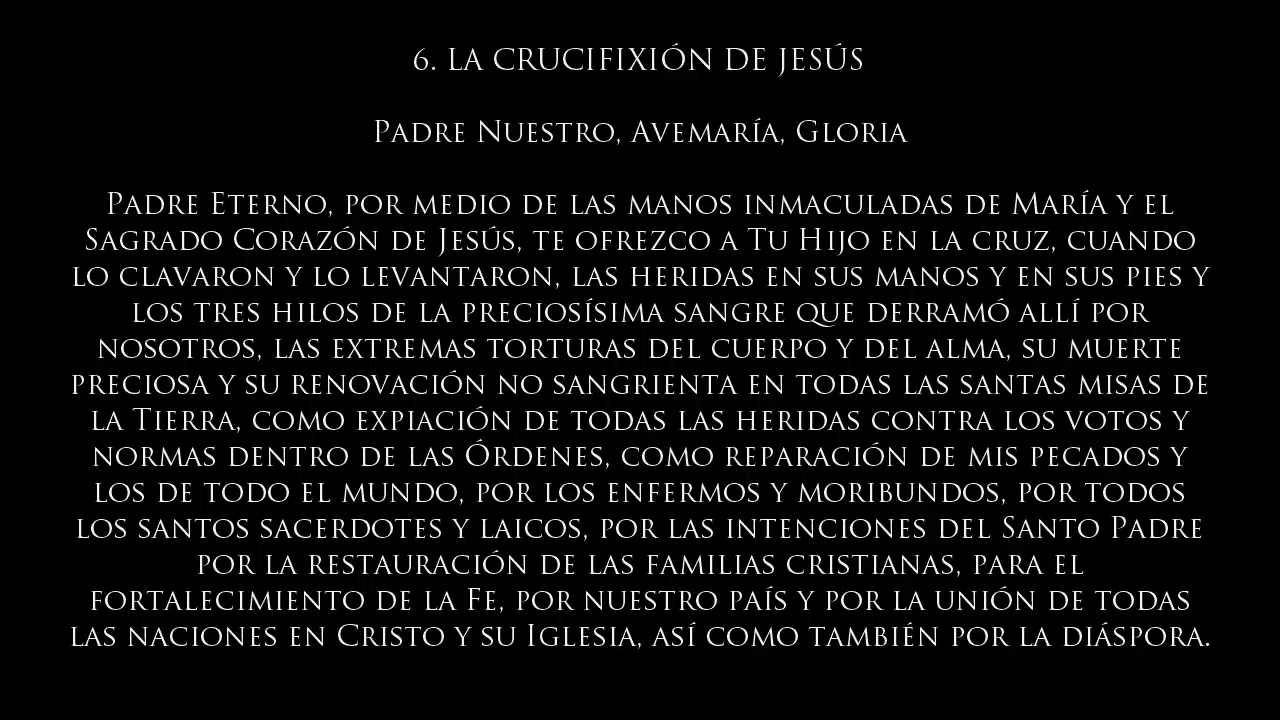 6. LA CRUCIFIXIÓN DE JESÚS
PADRE NUESTRO, AVEMARÍA, GLORIA
PADRE ETERNO, POR MEDIO DE LAS MANOS INMACULADAS DE MARÍA Y EL
SAGRADO CORAZÓN DE JESÚS, TE OFREZCO A TU HIJO EN LA CRUZ, CUANDO
LO CLAVARON Y LO LEVANTARON, LAS HERIDAS EN SUS MANOS Y EN SUS PIES Y
LOS TRES HILOS DE LA PRECIOSÍSIMA SANGRE QUE DERRAMÓ ALLÍ POR
NOSOTROS, LAS EXTREMAS TORTURAS DEL CUERPO Y DEL ALMA, SU MUERTE
PRECIOSA Y SU RENOVACIÓN NO SANGRIENTA EN TODAS LAS SANTAS MISAS DE
LA TIERRA, COMO EXPIACIÓN DE TODAS LAS HERIDAS CONTRA LOS VOTOS Y
NORMAS DENTRO DE LAS ÓRDENES, COMO REPARACIÓN DE MIS PECADOS Y
LOS DE TODO EL MUNDO, POR LOS ENFERMOS Y MORIBUNDOS, POR TODOS
LOS SANTOS SACERDOTES Y LAICOS, POR LAS INTENCIONES DEL SANTO PADRE
POR LA RESTAURACIÓN DE LAS FAMILIAS CRISTIANAS, PARA EL
FORTALECIMIENTO DE LA FE, POR NUESTRO PAÍS Y POR LA UNIÓN DE TODAS
LAS NACIONES EN CRISTO Y SU IGLESIA, ASÍ COMO TAMBIÉN POR LA DIÁSPORA.